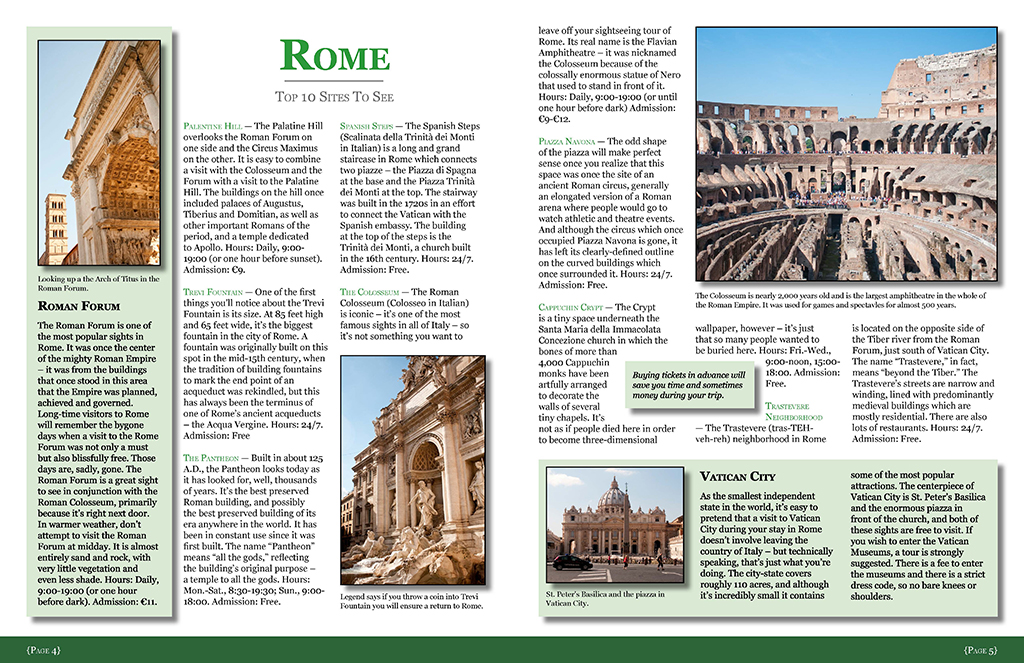 Looking up a the Arch of Titus in the
Roman Forum.
Roman Forum
The Roman Forum is one of
the most popular sights in
Rome. It was once the center
of the mighty Roman Empire
– it was from the buildings
that once stood in this area
that the Empire was planned,
achieved and governed.
Long-time visitors to Rome
will remember the bygone
days when a visit to the Rome
Forum was not only a must
but also blissfully free. Those
days are, sadly, gone. The
Roman Forum is a great sight
to see in conjunction with the
Roman Colosseum, primarily
because it's right next door.
In warmer weather, don't
attempt to visit the Roman
Forum at midday. It is almost
entirely sand and rock, with
very little vegetation and
even less shade. Hours: Daily,
9:00-19:00 (or one hour
before dark). Admission: €11.
Rome
Top 10 Sites To See
Palentine Hill — The Palatine Hill
overlooks the Roman Forum on
one side and the Circus Maximus
on the other. It is easy to combine
a visit with the Colosseum and the
Forum with a visit to the Palatine
Hill. The buildings on the hill once
included palaces of Augustus,
Tiberius and Domitian, as well as
other important Romans of the
period, and a temple dedicated
to Apollo. Hours: Daily, 9:00-
19:00 (or one hour before sunset).
Admission: €9.
Trevi Fountain — One of the first
things you'll notice about the Trevi
Fountain is its size. At 85 feet high
and 65 feet wide, it's the biggest
fountain in the city of Rome. A
fountain was originally built on this
spot in the mid-15th century, when
the tradition of building fountains
to mark the end point of an
acqueduct was rekindled, but this
has always been the terminus of
one of Rome's ancient acqueducts
– the Acqua Vergine. Hours: 24/7.
Admission: Free
The Pantheon — Built in about 125
A.D., the Pantheon looks today as
it has looked for, well, thousands
of years. It's the best preserved
Roman building, and possibly
the best preserved building of its
era anywhere in the world. It has
been in constant use since it was
first built. The name "Pantheon"
means "all the gods," reflecting
the building's original purpose –
a temple to all the gods. Hours:
Mon.-Sat., 8:30-19:30; Sun., 9:00-
18:00. Admission: Free.
Spanish Steps — The Spanish Steps
(Scalinata della Trinità dei Monti
in Italian) is a long and grand
staircase in Rome which connects
two piazze – the Piazza di Spagna
at the base and the Piazza Trinità
dei Monti at the top. The stairway
was built in the 1720s in an effort
to connect the Vatican with the
Spanish embassy. The building
at the top of the steps is the
Trinità dei Monti, a church built
in the 16th century. Hours: 24/7.
Admission: Free.
The Colosseum — The Roman
Colosseum (Colosseo in Italian)
is iconic – it's one of the most
famous sights in all of Italy – so
it's not something you want to
Legend says if you throw a coin into Trevi
Fountain you will ensure a return to Rome.
{Page 4}
leave off your sightseeing tour of
Rome. Its real name is the Flavian
Amphitheatre – it was nicknamed
the Colosseum because of the
colossally enormous statue of Nero
that used to stand in front of it.
Hours: Daily, 9:00-19:00 (or until
one hour before dark) Admission:
€9-€12.
Piazza Navona — The odd shape
of the piazza will make perfect
sense once you realize that this
space was once the site of an
ancient Roman circus, generally
an elongated version of a Roman
arena where people would go to
watch athletic and theatre events.
And although the circus which once
occupied Piazza Navona is gone, it
has left its clearly-defined outline
on the curved buildings which
once surrounded it. Hours: 24/7.
Admission: Free.
Cappuchin Crypt — The Crypt
is a tiny space underneath the
Santa Maria della Immacolata
Concezione church in which the
bones of more than
4,000 Cappuchin
monks have been
artfully arranged
to decorate the
walls of several
tiny chapels. It's
not as if people died here in order
to become three-dimensional
Buying tickets in advance will
save you time and sometimes
money during your trip.
The Colosseum is nearly 2,000 years old and is the largest amphitheatre in the whole of
the Roman Empire. It was used for games and spectavles for almost 500 years.
wallpaper, however – it's just
that so many people wanted to
be buried here. Hours: Fri.-Wed.,
9:00-noon, 15:00-
18:00. Admission:
Free.
Trastevere
Neighborhood
— The Trastevere (tras-TEH-
veh-reh) neighborhood in Rome
is located on the opposite side of
the Tiber river from the Roman
Forum, just south of Vatican City.
The name "Trastevere," in fact,
means "beyond the Tiber." The
Trastevere's streets are narrow and
winding, lined with predominantly
medieval buildings which are
mostly residential. There are also
lots of restaurants. Hours: 24/7.
Admission: Free.
St. Peter's Basilica and the piazza in
Vatican City.
Vatican City
As the smallest independent
state in the world, it's easy to
pretend that a visit to Vatican
City during your stay in Rome
doesn't involve leaving the
country of Italy – but technically
speaking, that's just what you're
doing. The city-state covers
roughly 110 acres, and although
it's incredibly small it contains
some of the most popular
attractions. The centerpiece of
Vatican City is St. Peter's Basilica
and the enormous piazza in
front of the church, and both of
these sights are free to visit. If
you wish to enter the Vatican
Museums, a tour is strongly
suggested. There is a fee to enter
the museums and there is a strict
dress code, so no bare knees or
shoulders.
{Page 5}